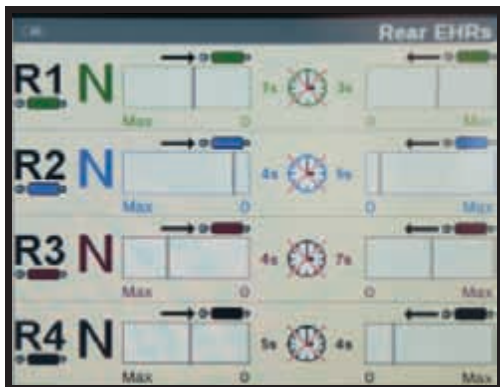 Rear EHRs
R1 N 3s
Max 0 0 Max
R2 N 4s 9s
Max 0 0 Max
R3 N 4s 7s
Max 0 0 Max
R4 N 5s 4s
Max 0 0 Max